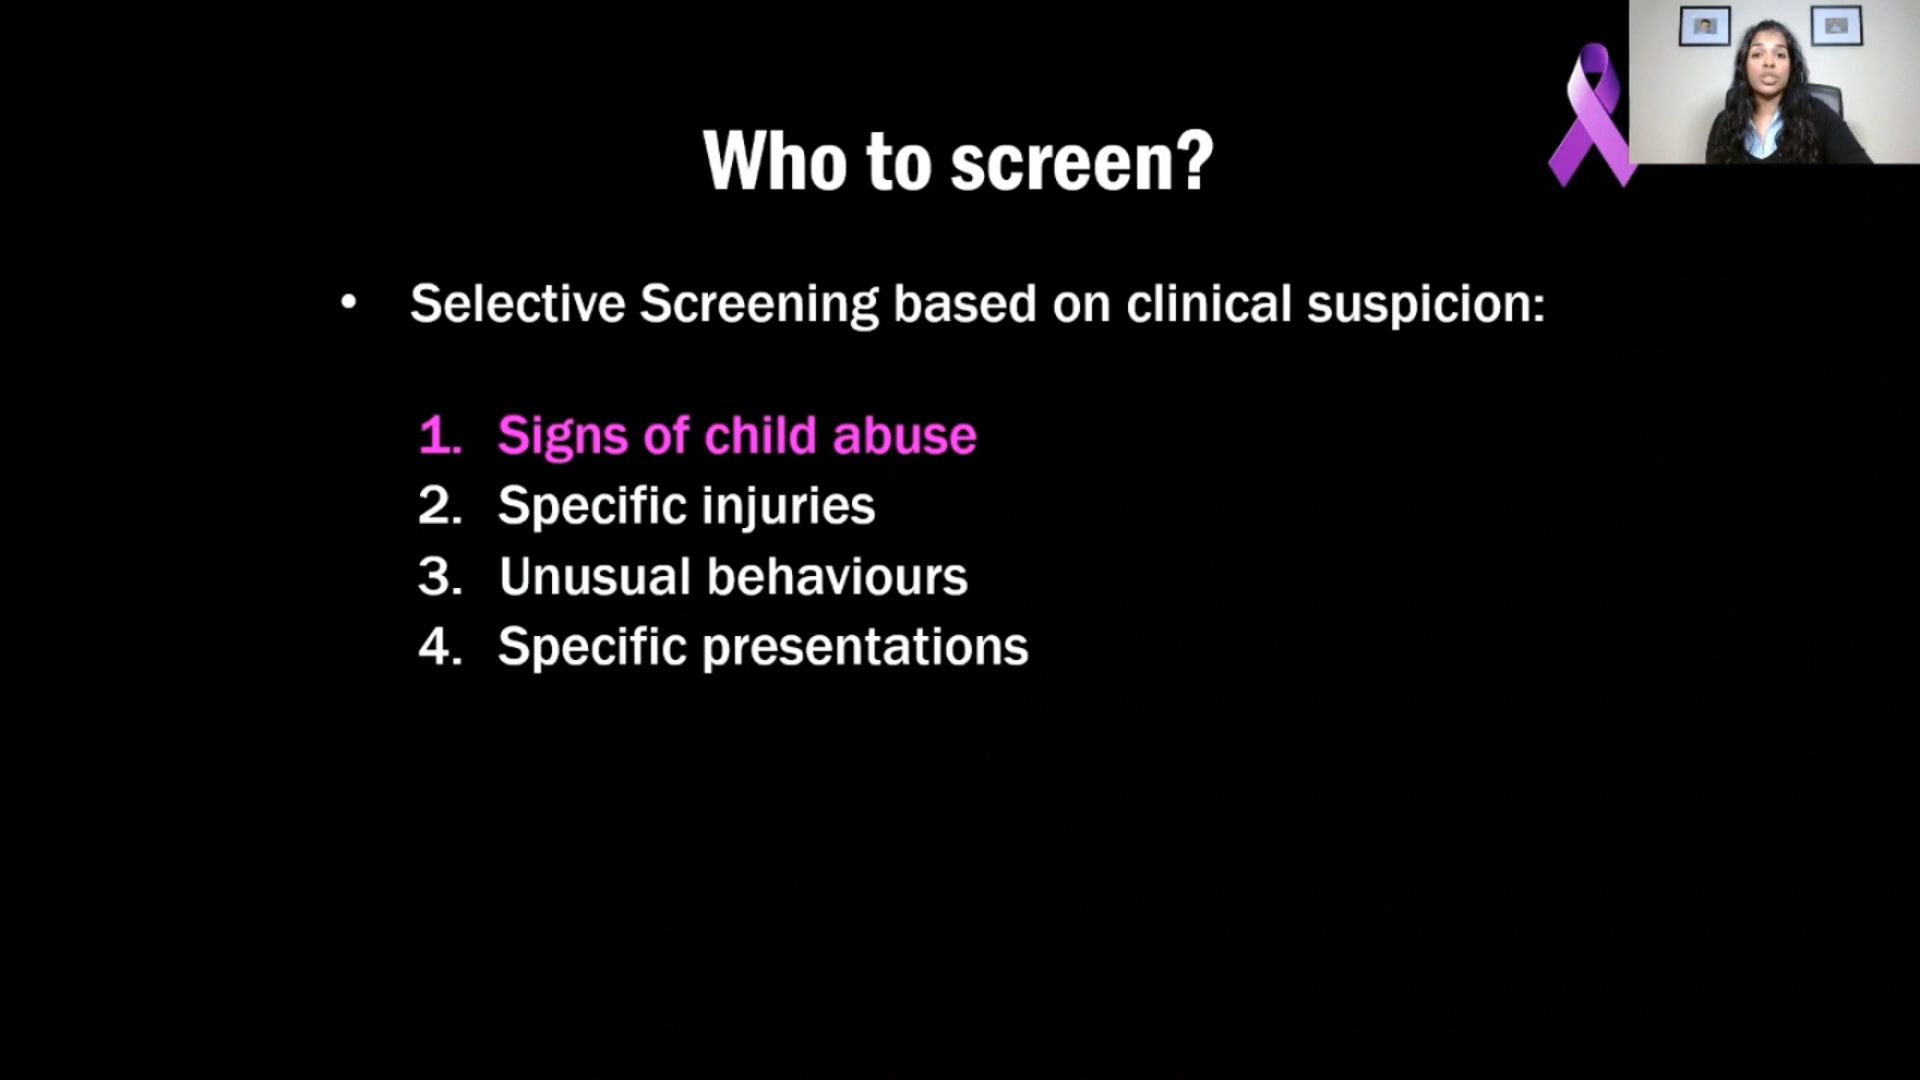 Who to screen?
• Selective Screening based on clinical suspicion:
1. Signs of child abuse
2. Specific injuries
3. Unusual behaviours
4. Specific presentations